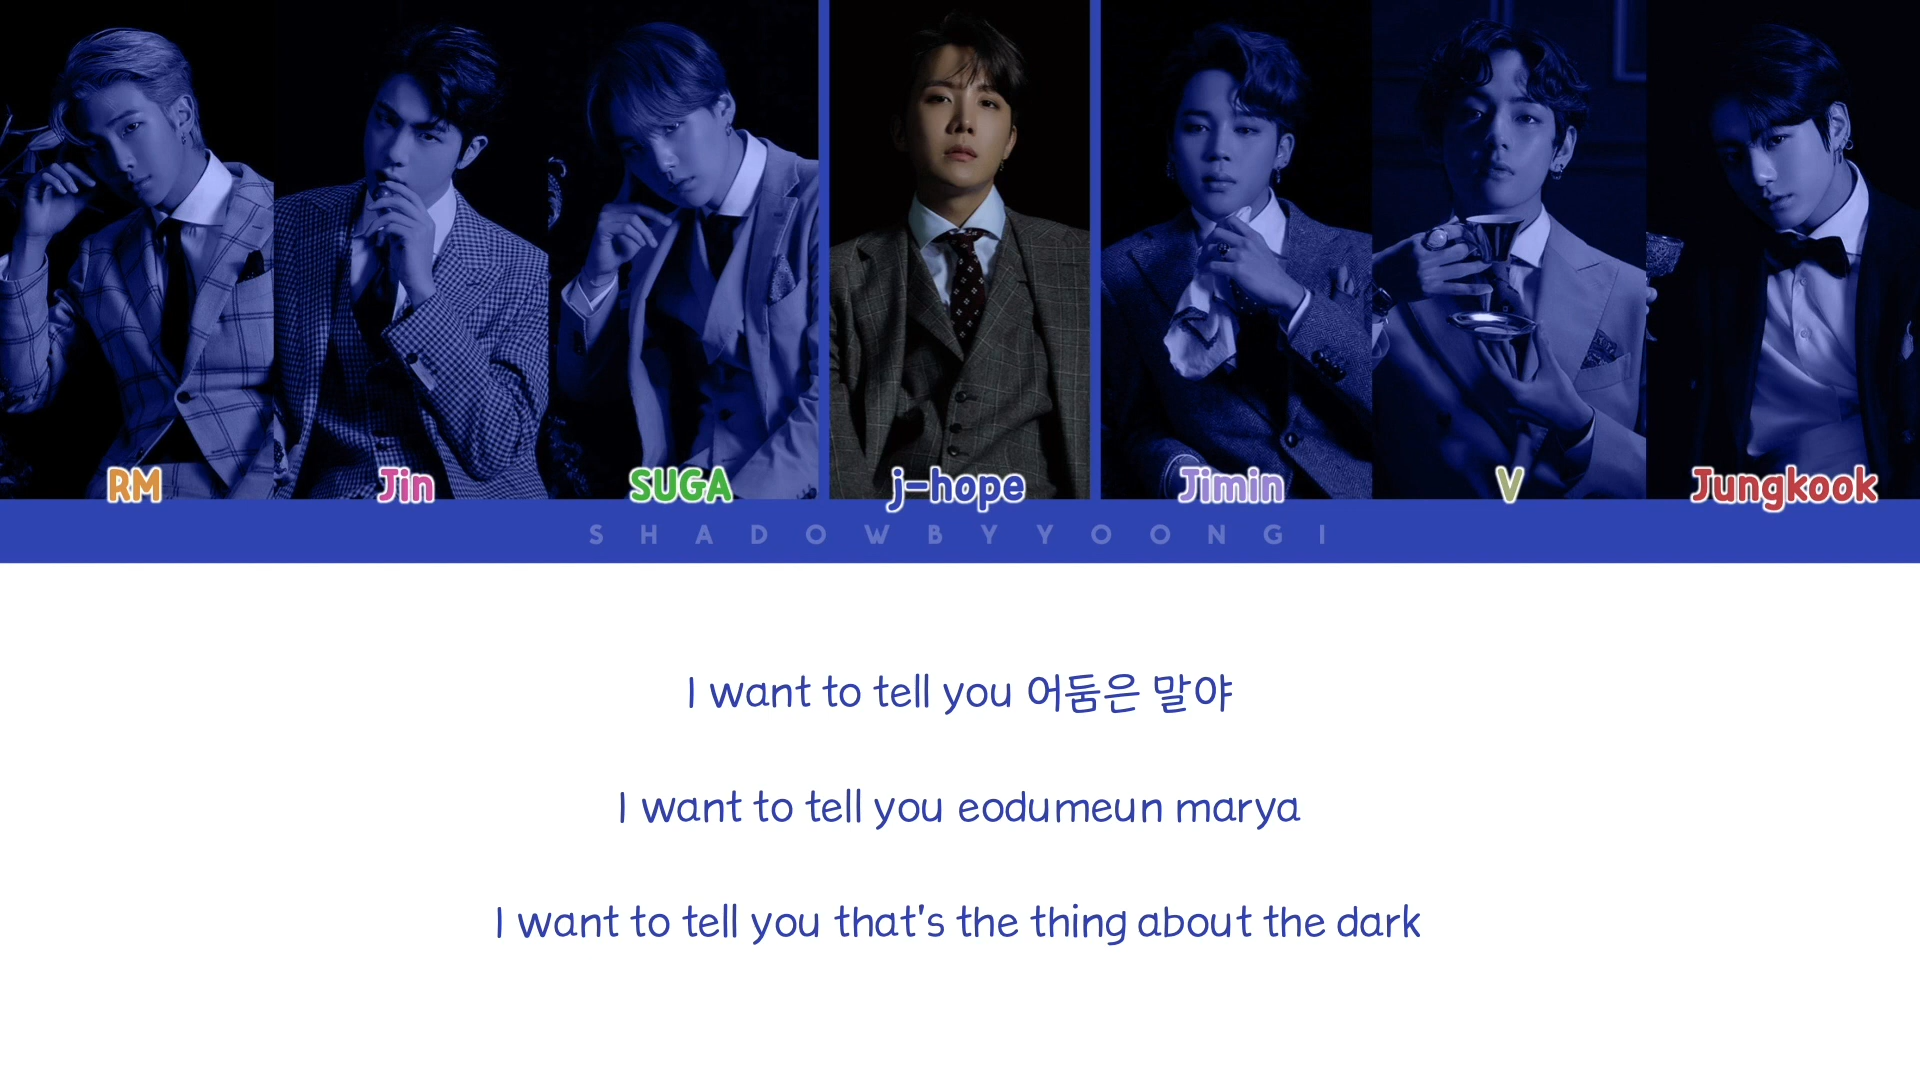 RM Jin SUGA j-hope Jimin V Jungkook
SHADOWBYYOONGI
I want to tell you 어둠은 말야
I want to tell you eodumeun marya
I want to tell you that's the thing about the dark